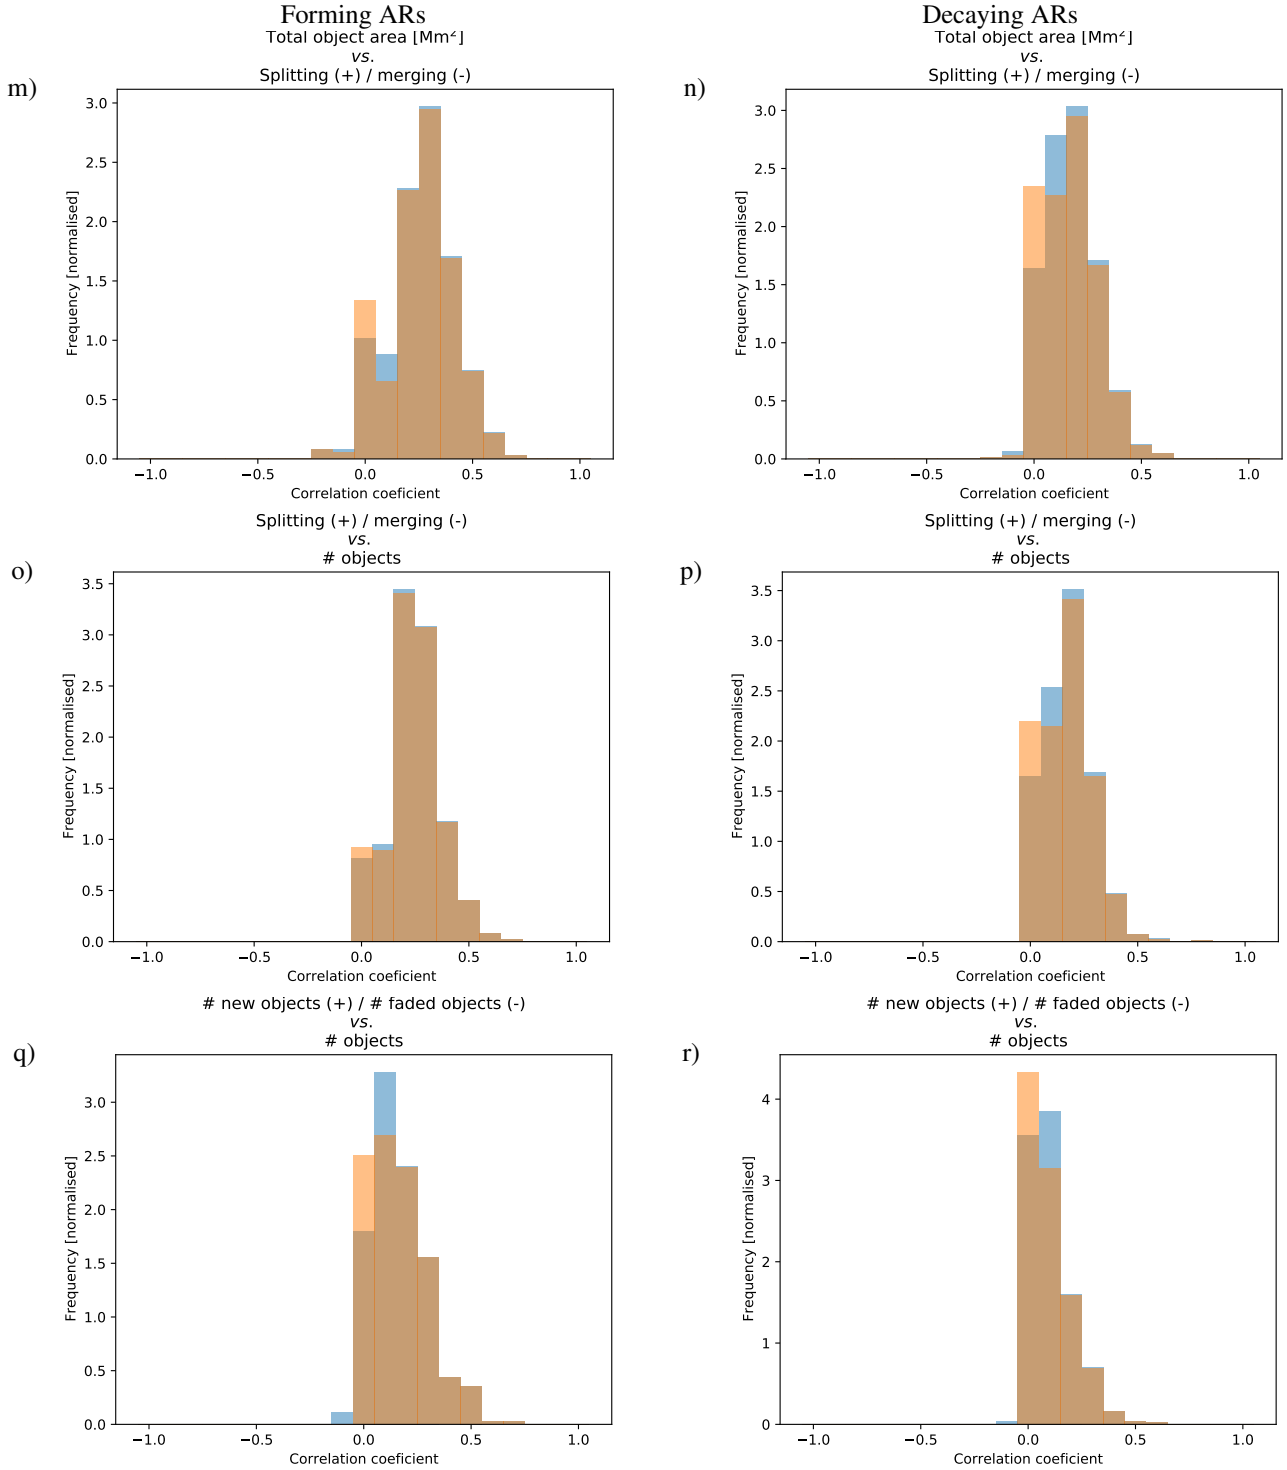 Forming ARs
Decaying ARs
Total object area [Mm²]
vs.
Splitting (+) / merging (-)
Total object area [Mm²]
vs.
Splitting (+) / merging (-)
m)
3.0
2.5
2.0
1.5
1.0
0.5
0.0
Frequency [normalised]
−1.0 −0.5 0.0 0.5 1.0
Correlation coeficient
n)
3.0
2.5
2.0
1.5
1.0
0.5
0.0
Frequency [normalised]
−1.0 −0.5 0.0 0.5 1.0
Correlation coeficient
Splitting (+) / merging (-)
vs.
# objects
o)
3.5
3.0
2.5
2.0
1.5
1.0
0.5
0.0
Frequency [normalised]
−1.0 −0.5 0.0 0.5 1.0
Correlation coeficient
Splitting (+) / merging (-)
vs.
# objects
p)
3.5
3.0
2.5
2.0
1.5
1.0
0.5
0.0
Frequency [normalised]
−1.0 −0.5 0.0 0.5 1.0
Correlation coeficient
# new objects (+) / # faded objects (-)
vs.
# objects
q)
3.0
2.5
2.0
1.5
1.0
0.5
0.0
Frequency [normalised]
−1.0 −0.5 0.0 0.5 1.0
Correlation coeficient
# new objects (+) / # faded objects (-)
vs.
# objects
r)
4
3
2
1
0
Frequency [normalised]
−1.0 −0.5 0.0 0.5 1.0
Correlation coeficient